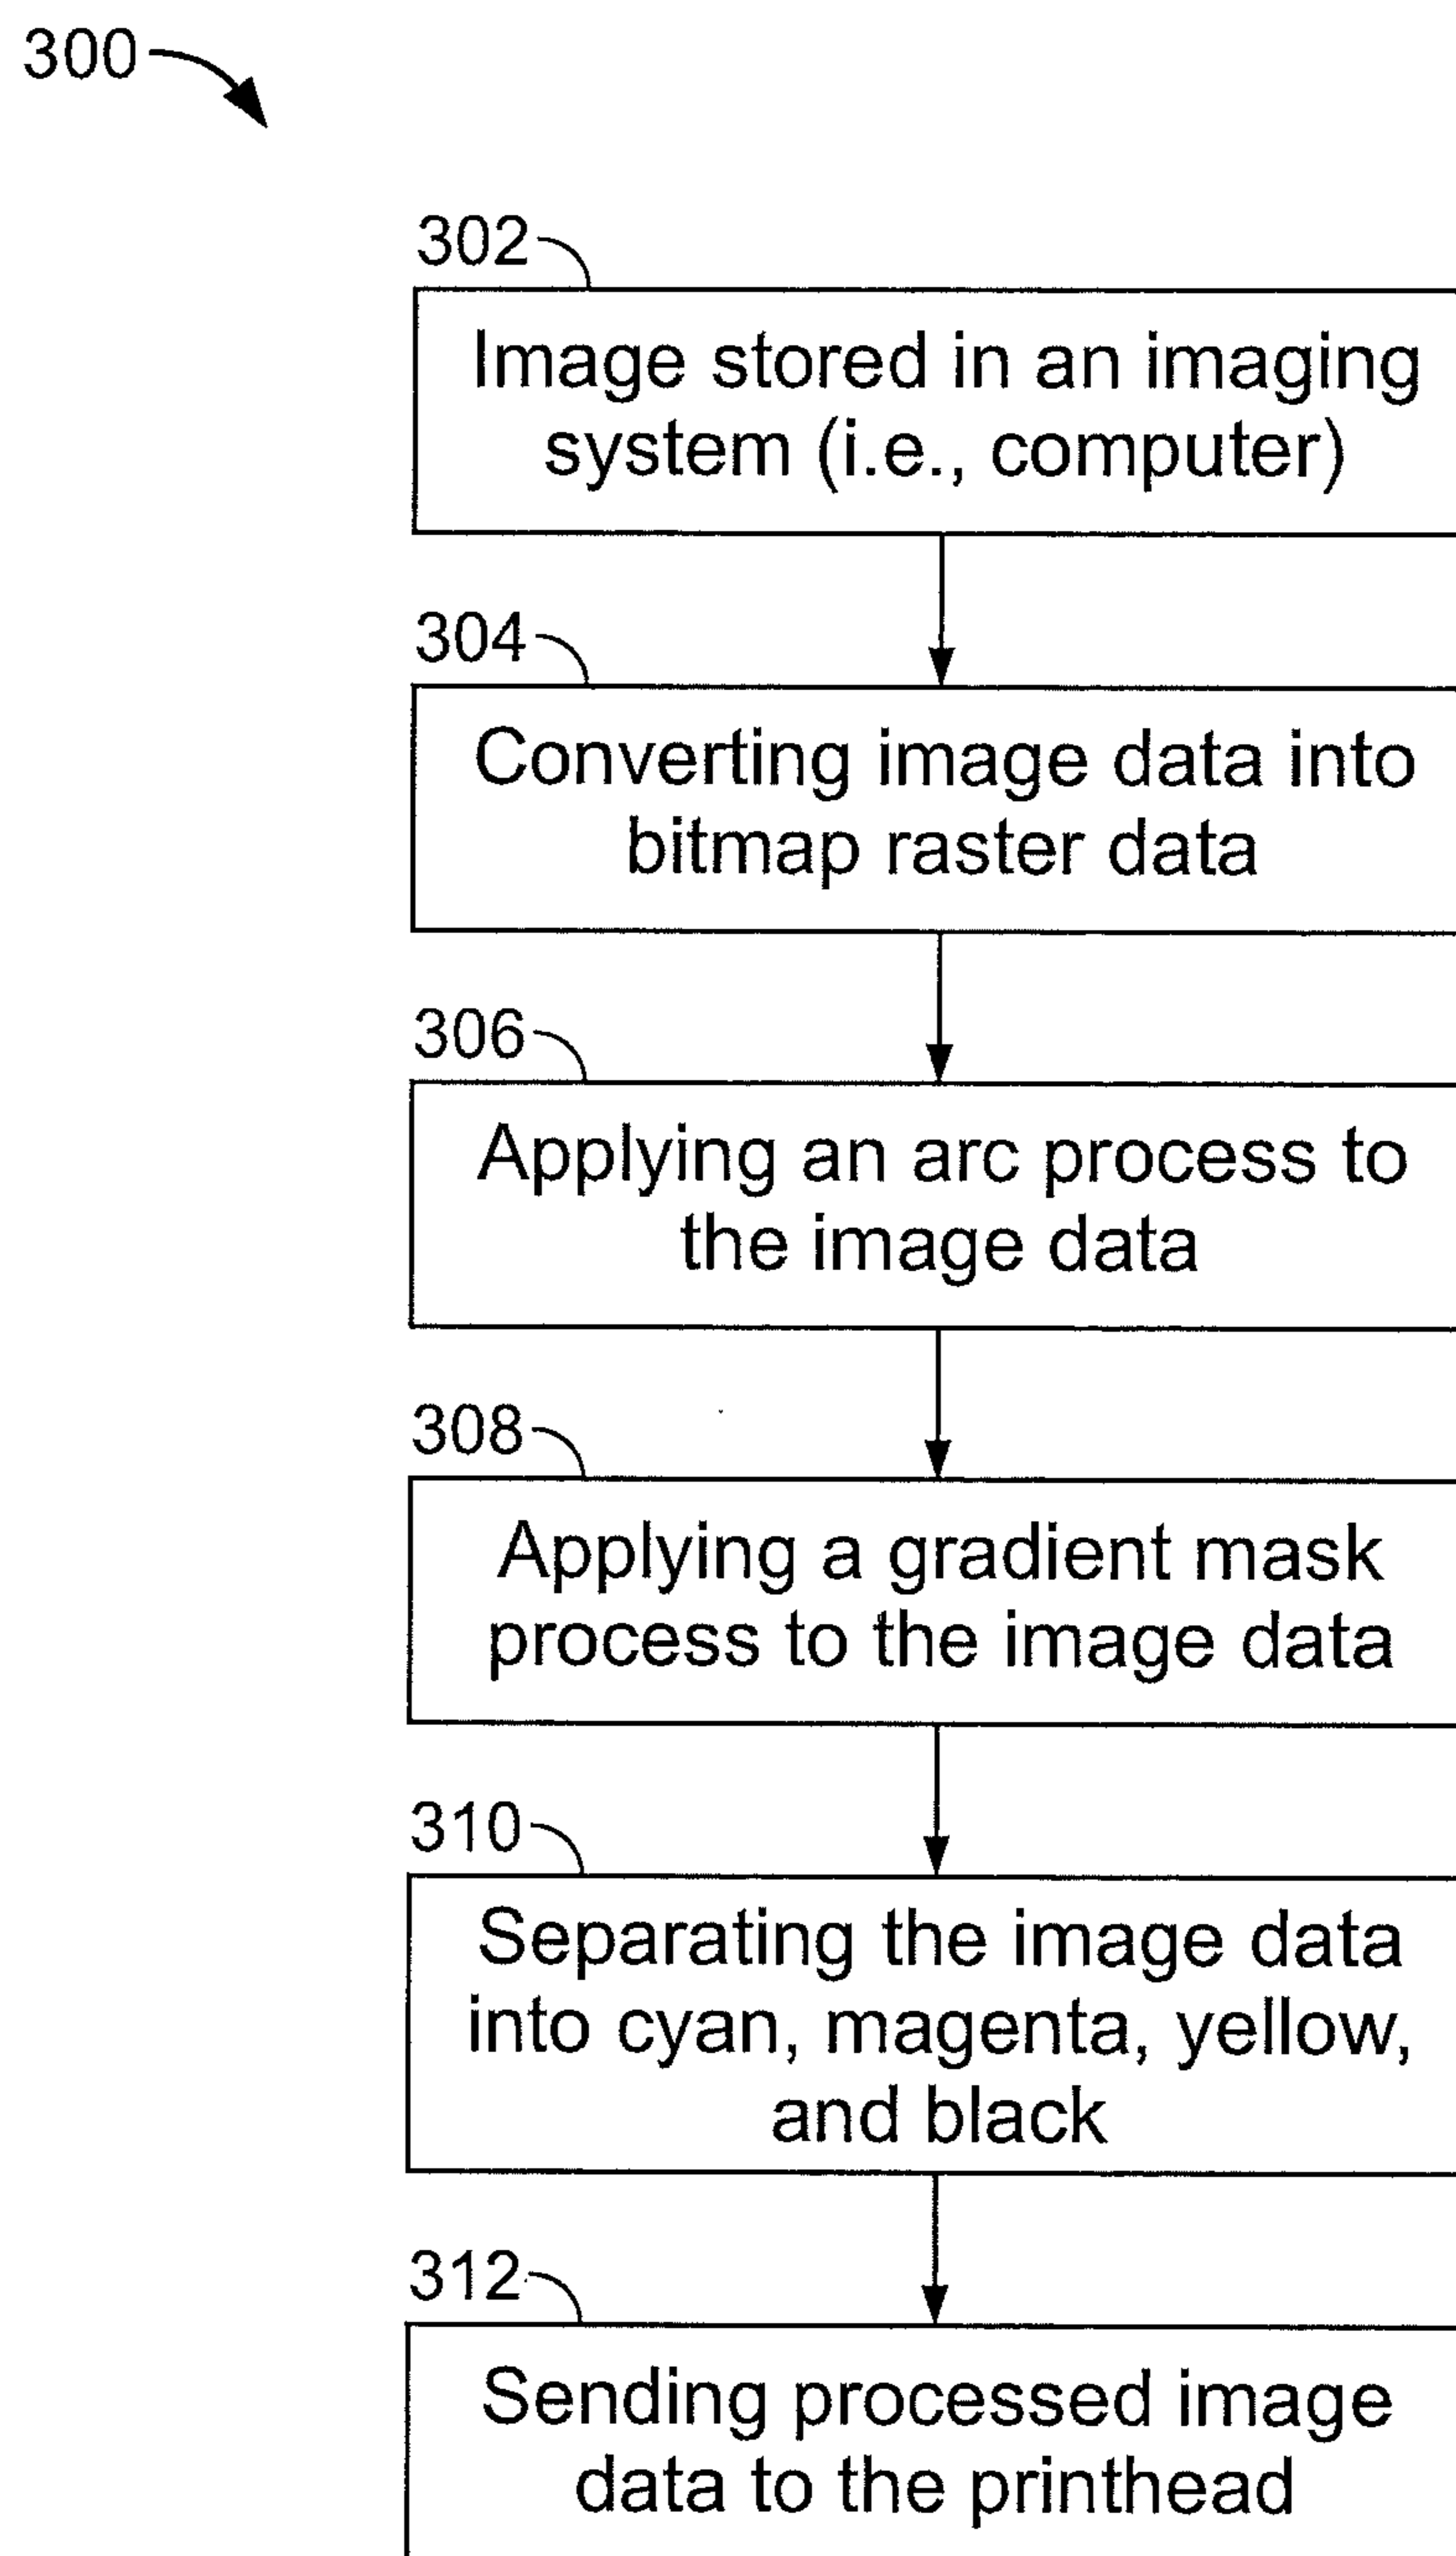 300
302
Image stored in an imaging
system (i.e., computer)
304
Converting image data into
bitmap raster data
306
Applying an arc process to
the image data
308
Applying a gradient mask
process to the image data
310
Separating the image data
into cyan, magenta, yellow,
and black
312
Sending processed image
data to the printhead